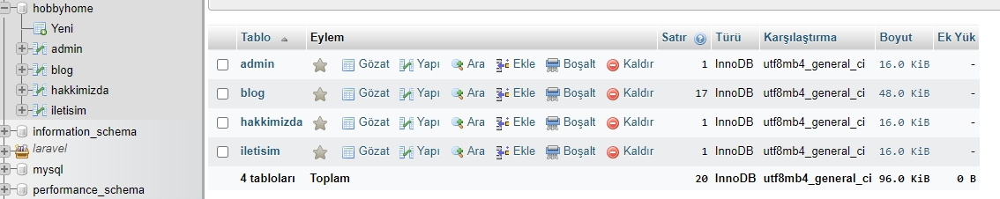 hobbyhome
Yeni
admin
blog
hakkimizda
iletisim
information_schema
laravel
mysql
performance_schema
Tablo Eylem Satır Türü Karşılaştırma Boyut Ek Yük
admin Gözat Yapı Ara Ekle Boşalt Kaldır 1 InnoDB utf8mb4_general_ci 16.0 KiB -
blog Gözat Yapı Ara Ekle Boşalt Kaldır 17 InnoDB utf8mb4_general_ci 48.0 KiB -
hakkimizda Gözat Yapı Ara Ekle Boşalt Kaldır 1 InnoDB utf8mb4_general_ci 16.0 KiB -
iletisim Gözat Yapı Ara Ekle Boşalt Kaldır 1 InnoDB utf8mb4_general_ci 16.0 KiB -
4 tabloları Toplam 20 InnoDB utf8mb4_general_ci 96.0 KiB 0 B